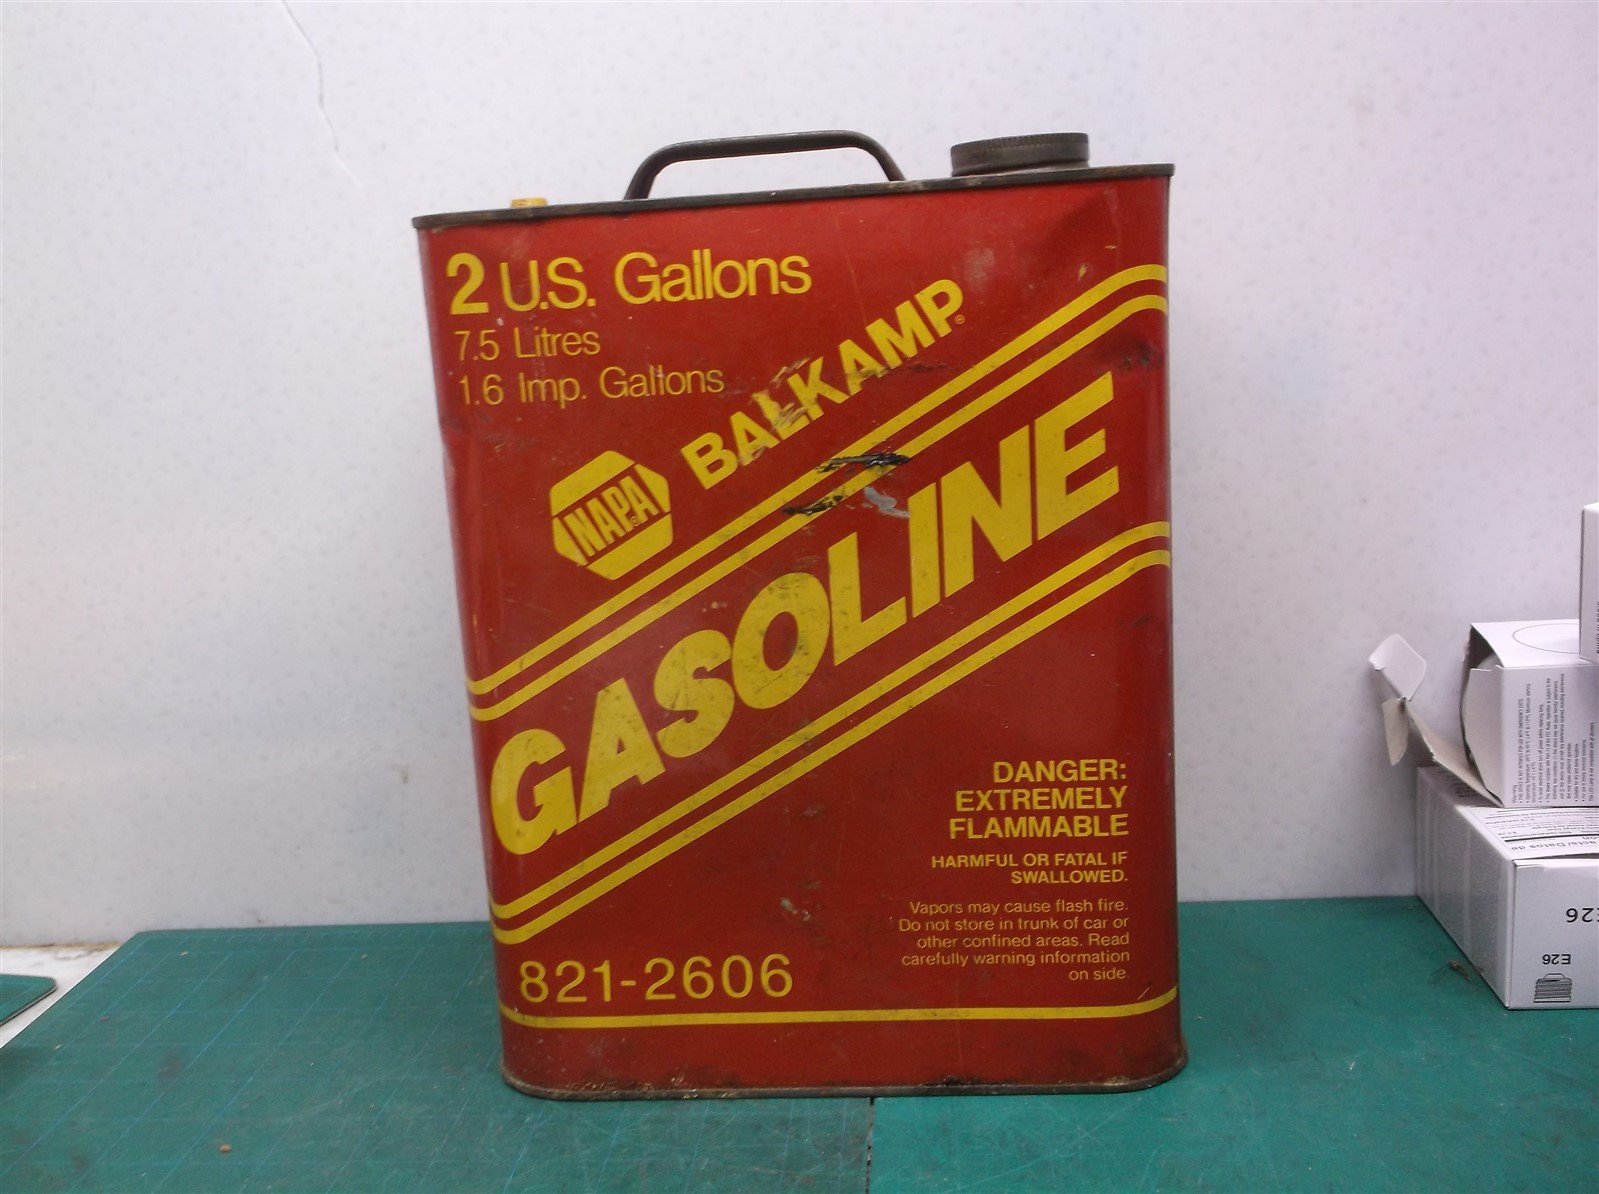 2 U.S. Gallons
7.5 Litres
1.6 Imp. Gallons
NAPA®
BALKAMP®
GASOLINE
DANGER:
EXTREMELY
FLAMMABLE
HARMFUL OR FATAL IF
SWALLOWED.
Vapors may cause flash fire.
Do not store in trunk of car or
other confined areas. Read
carefully warning information
on side.
821-2606
E26
E26